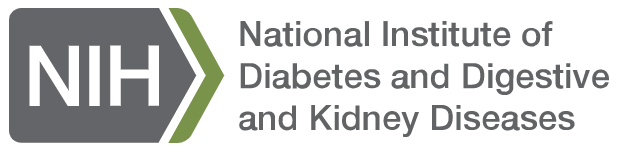 NIH
National Institute of
Diabetes and Digestive
and Kidney Diseases